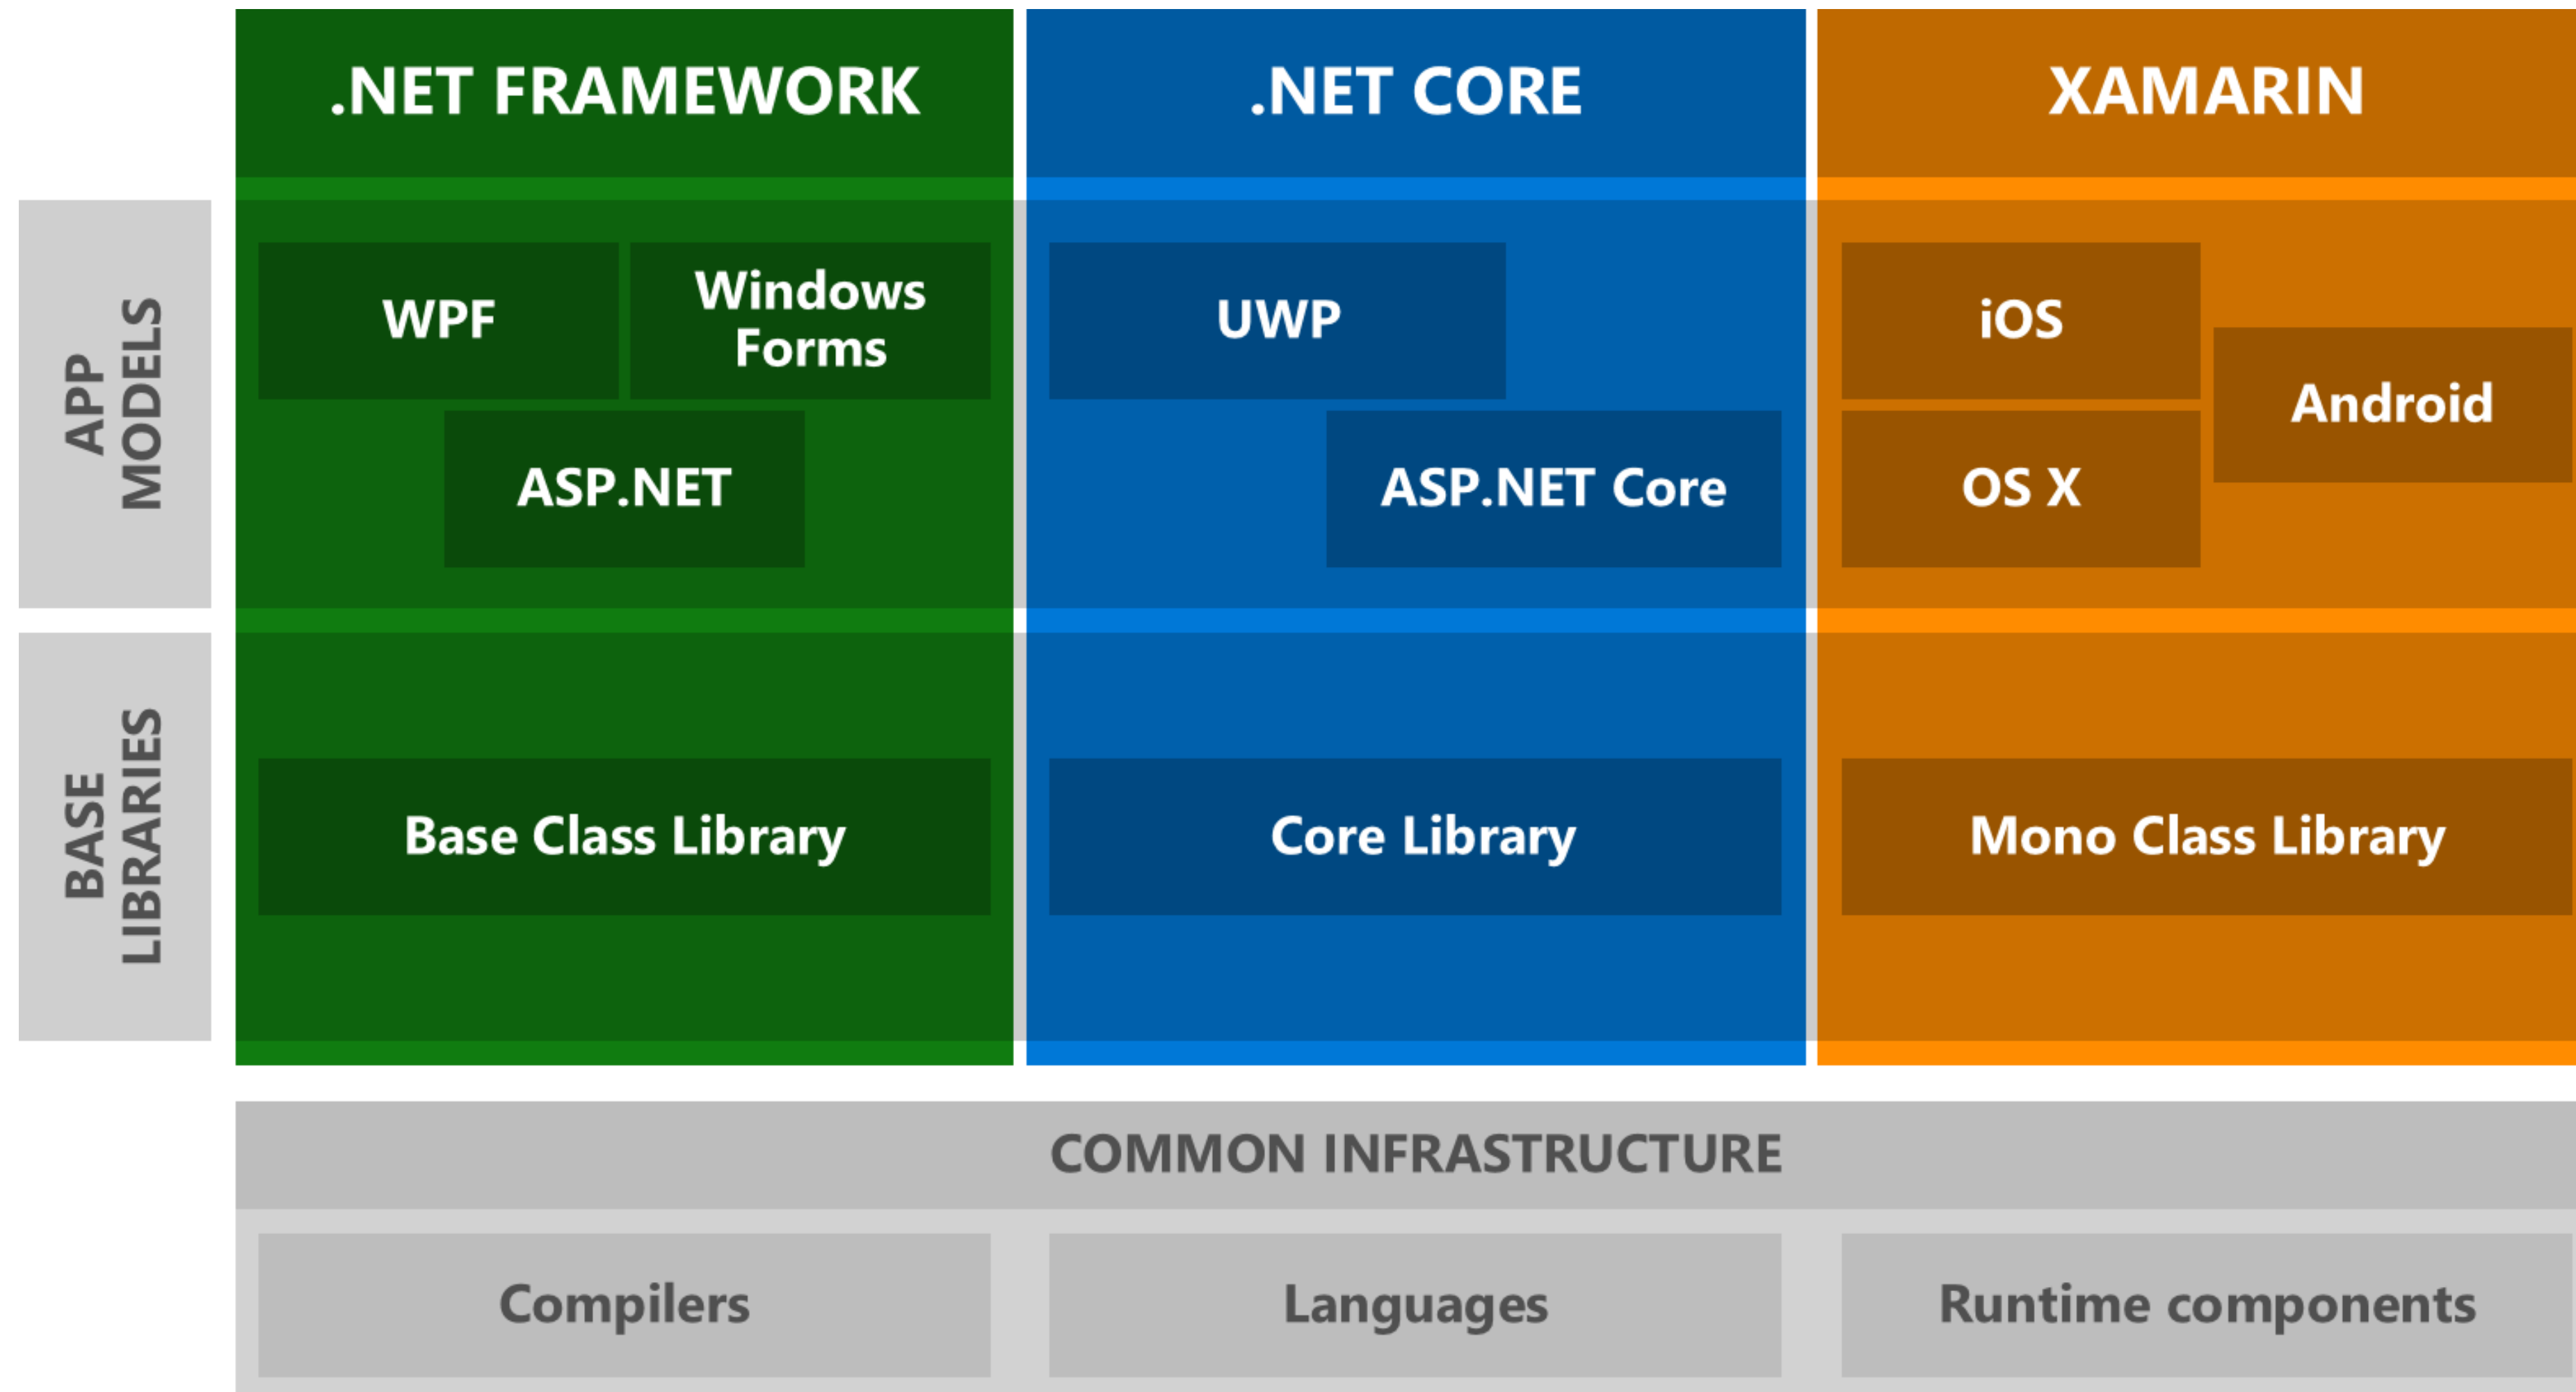 .NET FRAMEWORK
.NET CORE
XAMARIN
APP
MODELS
WPF
Windows
Forms
ASP.NET
UWP
ASP.NET Core
iOS
Android
OS X
BASE
LIBRARIES
Base Class Library
Core Library
Mono Class Library
COMMON INFRASTRUCTURE
Compilers
Languages
Runtime components